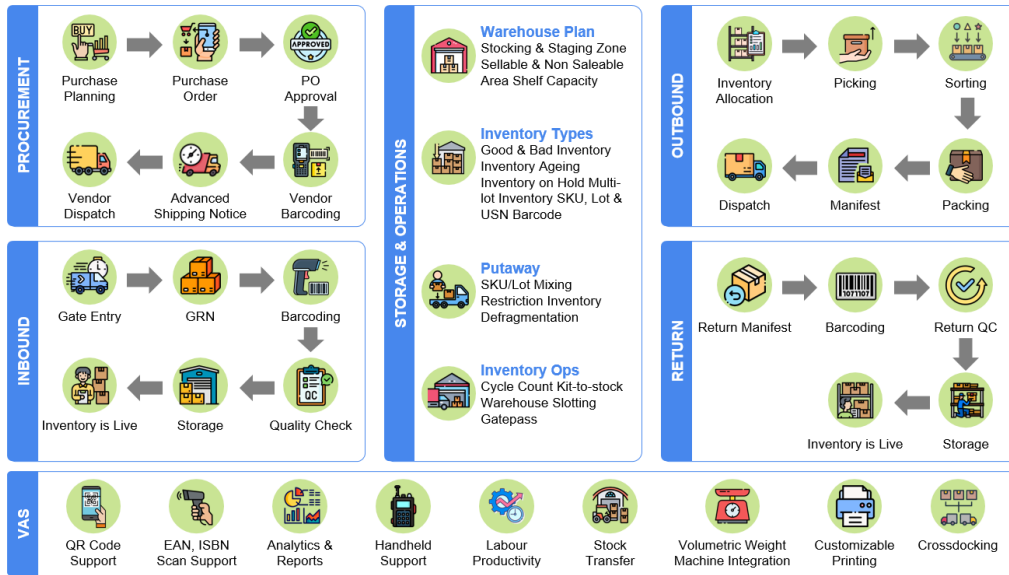 PROCUREMENT
BUY
APPROVED
Purchase
Planning
Purchase
Order
PO
Approval
Vendor
Dispatch
Advanced
Shipping Notice
Vendor
Barcoding
INBOUND
Gate Entry
GRN
Barcoding
QC
Inventory is Live
Storage
Quality Check
STORAGE & OPERATIONS
Warehouse Plan
Stocking & Staging Zone
Sellable & Non Saleable
Area Shelf Capacity
Inventory Types
Good & Bad Inventory
Inventory Ageing
Inventory on Hold Multi-
lot Inventory SKU, Lot &
USN Barcode
Putaway
SKU/Lot Mixing
Restriction Inventory
Defragmentation
Inventory Ops
Cycle Count Kit-to-stock
Warehouse Slotting
Gatepass
OUTBOUND
Inventory
Allocation
Picking
Sorting
Dispatch
Manifest
Packing
RETURN
1071107
Return Manifest
Barcoding
Return QC
Inventory is Live
Storage
VAS
QR Code
Support
EAN, ISBN
Scan Support
Analytics &
Reports
Handheld
Support
Labour
Productivity
Stock
Transfer
Volumetric Weight
Machine Integration
Customizable
Printing
Crossdocking